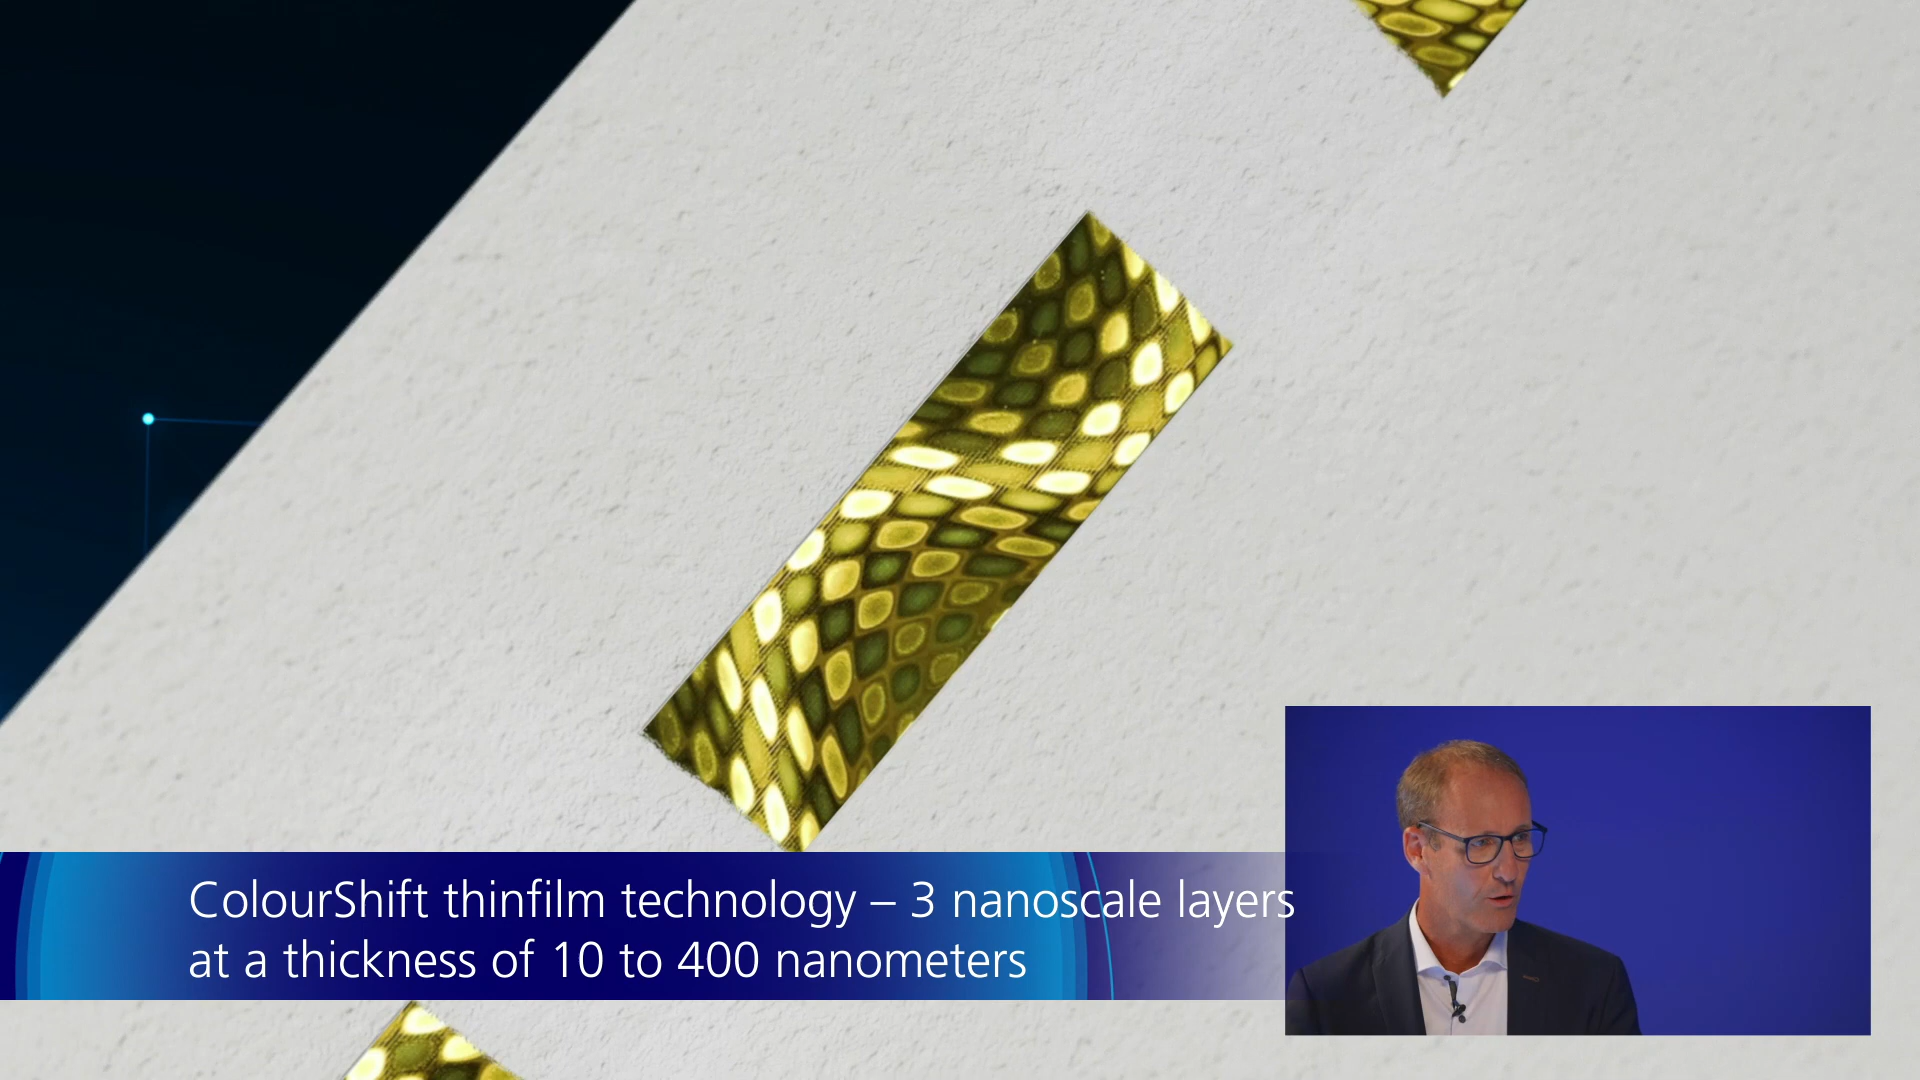 ColourShift thinfilm technology – 3 nanoscale layers
at a thickness of 10 to 400 nanometers